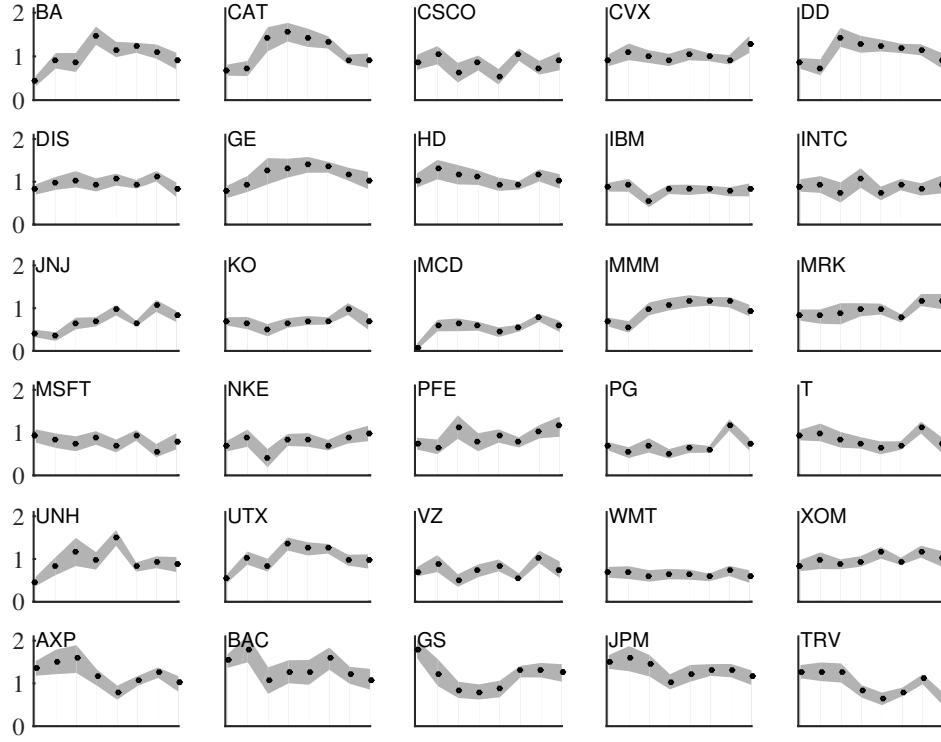 2 BA CAT CSCO CVX DD
1
0
2 DIS GE HD IBM INTC
1
0
2 JNJ KO MCD MMM MRK
1
0
2 MSFT NKE PFE PG T
1
0
2 UNH UTX VZ WMT XOM
1
0
2 AXP BAC GS JPM TRV
1
0